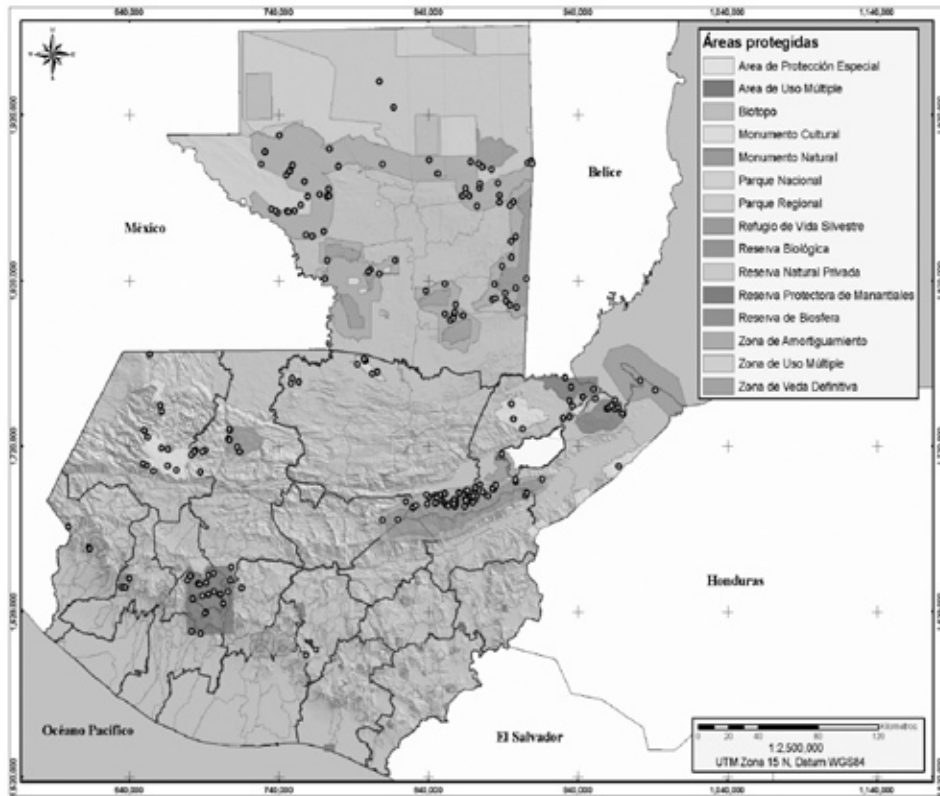 Áreas protegidas
Area de Protección Especial
Area de Uso Múltiple
Biotopo
Monumento Cultural
Monumento Natural
Parque Nacional
Parque Regional
Refugio de Vida Silvestre
Reserva Biológica
Reserva Natural Privada
Reserva Protectora de Manantiales
Reserva de Biosfera
Zona de Amortiguamiento
Zona de Uso Múltiple
Zona de Veda Definitiva
Belice
México
Honduras
Océano Pacífico
El Salvador
Kilómetros
0 20 40 80 120
1:2,500,000
UTM Zona 15 N, Datum WGS84
740,000
840,000
940,000
1,040,000
1,140,000